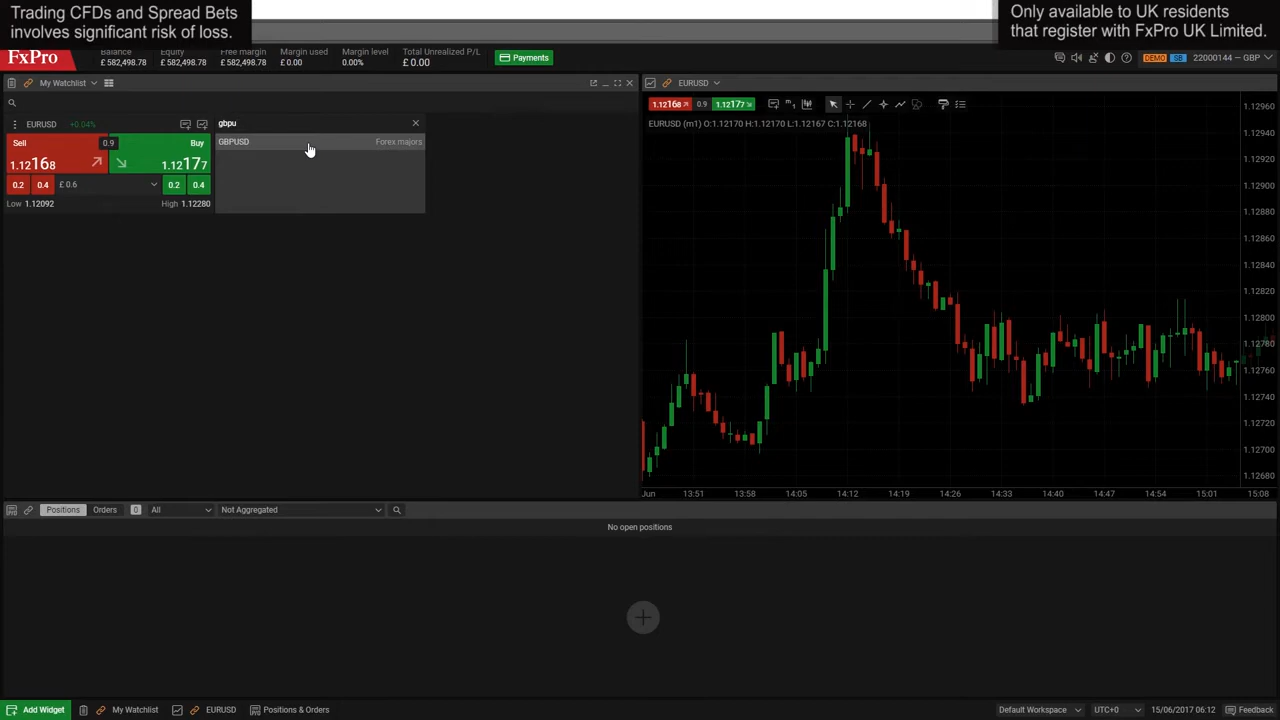 Trading CFDs and Spread Bets
involves significant risk of loss.
Only available to UK residents
that register with FxPro UK Limited.
FxPro
Balance
£ 582,498.78
Equity
£ 582,498.78
Free margin
£ 582,498.78
Margin used
£ 0.00
Margin level
0.00%
Total Unrealized P/L
£ 0.00
Payments
DEMO SB 22000144 – GBP
My Watchlist
EURUSD
EURUSD +0.04%
Sell 0.9 Buy
1.12168 1.12177
0.2 0.4 £ 0.6 0.2 0.4
Low 1.12092 High 1.12280
gbpu
GBPUSD Forex majors
1.12168 0.9 1.12177
EURUSD (m1) O:1.12170 H:1.12170 L:1.12167 C:1.12168
1.12960
1.12940
1.12920
1.12900
1.12880
1.12860
1.12840
1.12820
1.12800
1.12780
1.12760
1.12740
1.12720
1.12700
1.12680
Jun 13:51 13:58 14:05 14:12 14:19 14:26 14:33 14:40 14:47 14:54 15:01 15:08
Positions Orders 0 All Not Aggregated
No open positions
Add Widget My Watchlist EURUSD Positions & Orders Default Workspace UTC+0 15/06/2017 06:12 Feedback